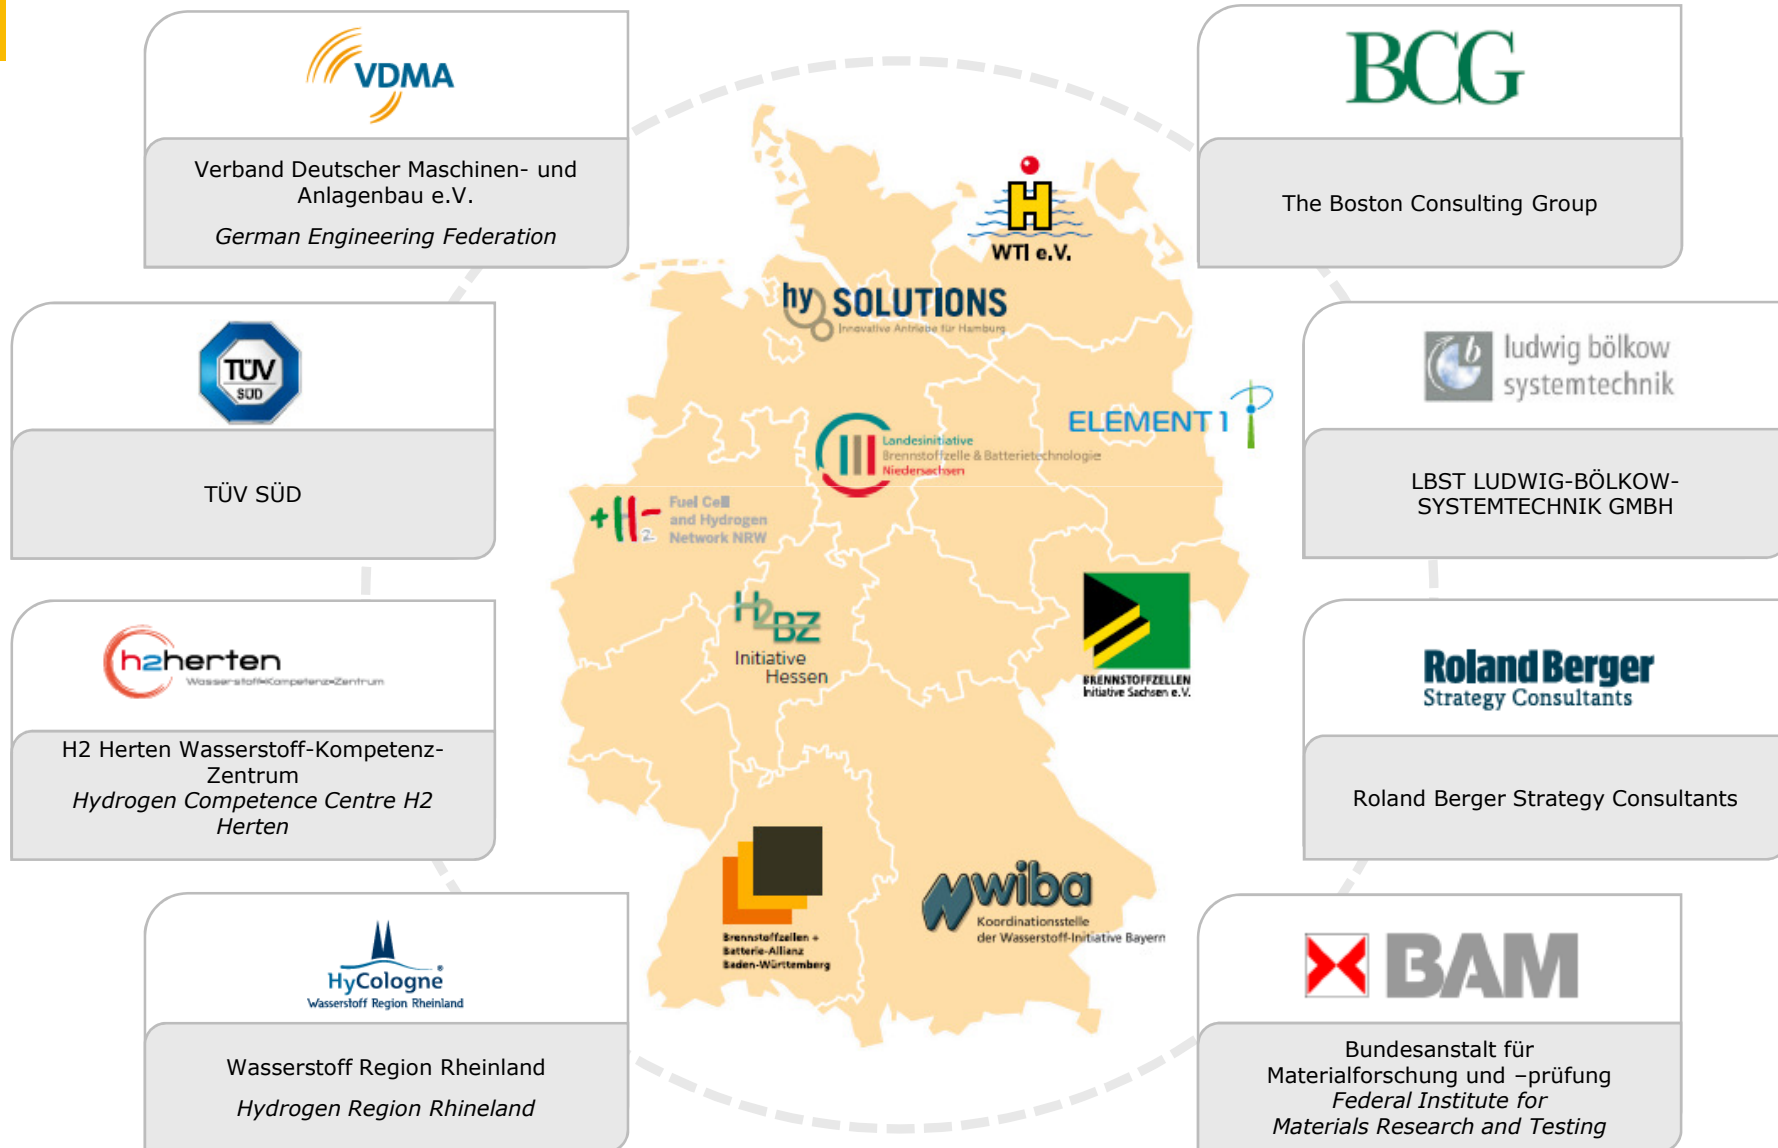 VDMA
Verband Deutscher Maschinen- und
Anlagenbau e.V.
German Engineering Federation
TÜV
SÜD
TÜV SÜD
h2herten
Wasserstoff-Kompetenz-Zentrum
H2 Herten Wasserstoff-Kompetenz-
Zentrum
Hydrogen Competence Centre H2
Herten
HyCologne®
Wasserstoff Region Rheinland
Wasserstoff Region Rheinland
Hydrogen Region Rhineland
H
WTI e.V.
hySOLUTIONS
Innovative Antriebe für Hamburg
ELEMENT 1
Landesinitiative
Brennstoffzelle & Batterietechnologie
Niedersachsen
+H2-
Fuel Cell
and Hydrogen
Network NRW
H2BZ
Initiative
Hessen
BRENNSTOFFZELLEN
Initiative Sachsen e.V.
Brennstoffzellen +
Batterie-Allianz
Baden-Württemberg
wiba
Koordinationsstelle
der Wasserstoff-Initiative Bayern
BCG
The Boston Consulting Group
b
ludwig bölkow
systemtechnik
LBST LUDWIG-BÖLKOW-
SYSTEMTECHNIK GMBH
Roland Berger
Strategy Consultants
Roland Berger Strategy Consultants
BAM
Bundesanstalt für
Materialforschung und –prüfung
Federal Institute for
Materials Research and Testing